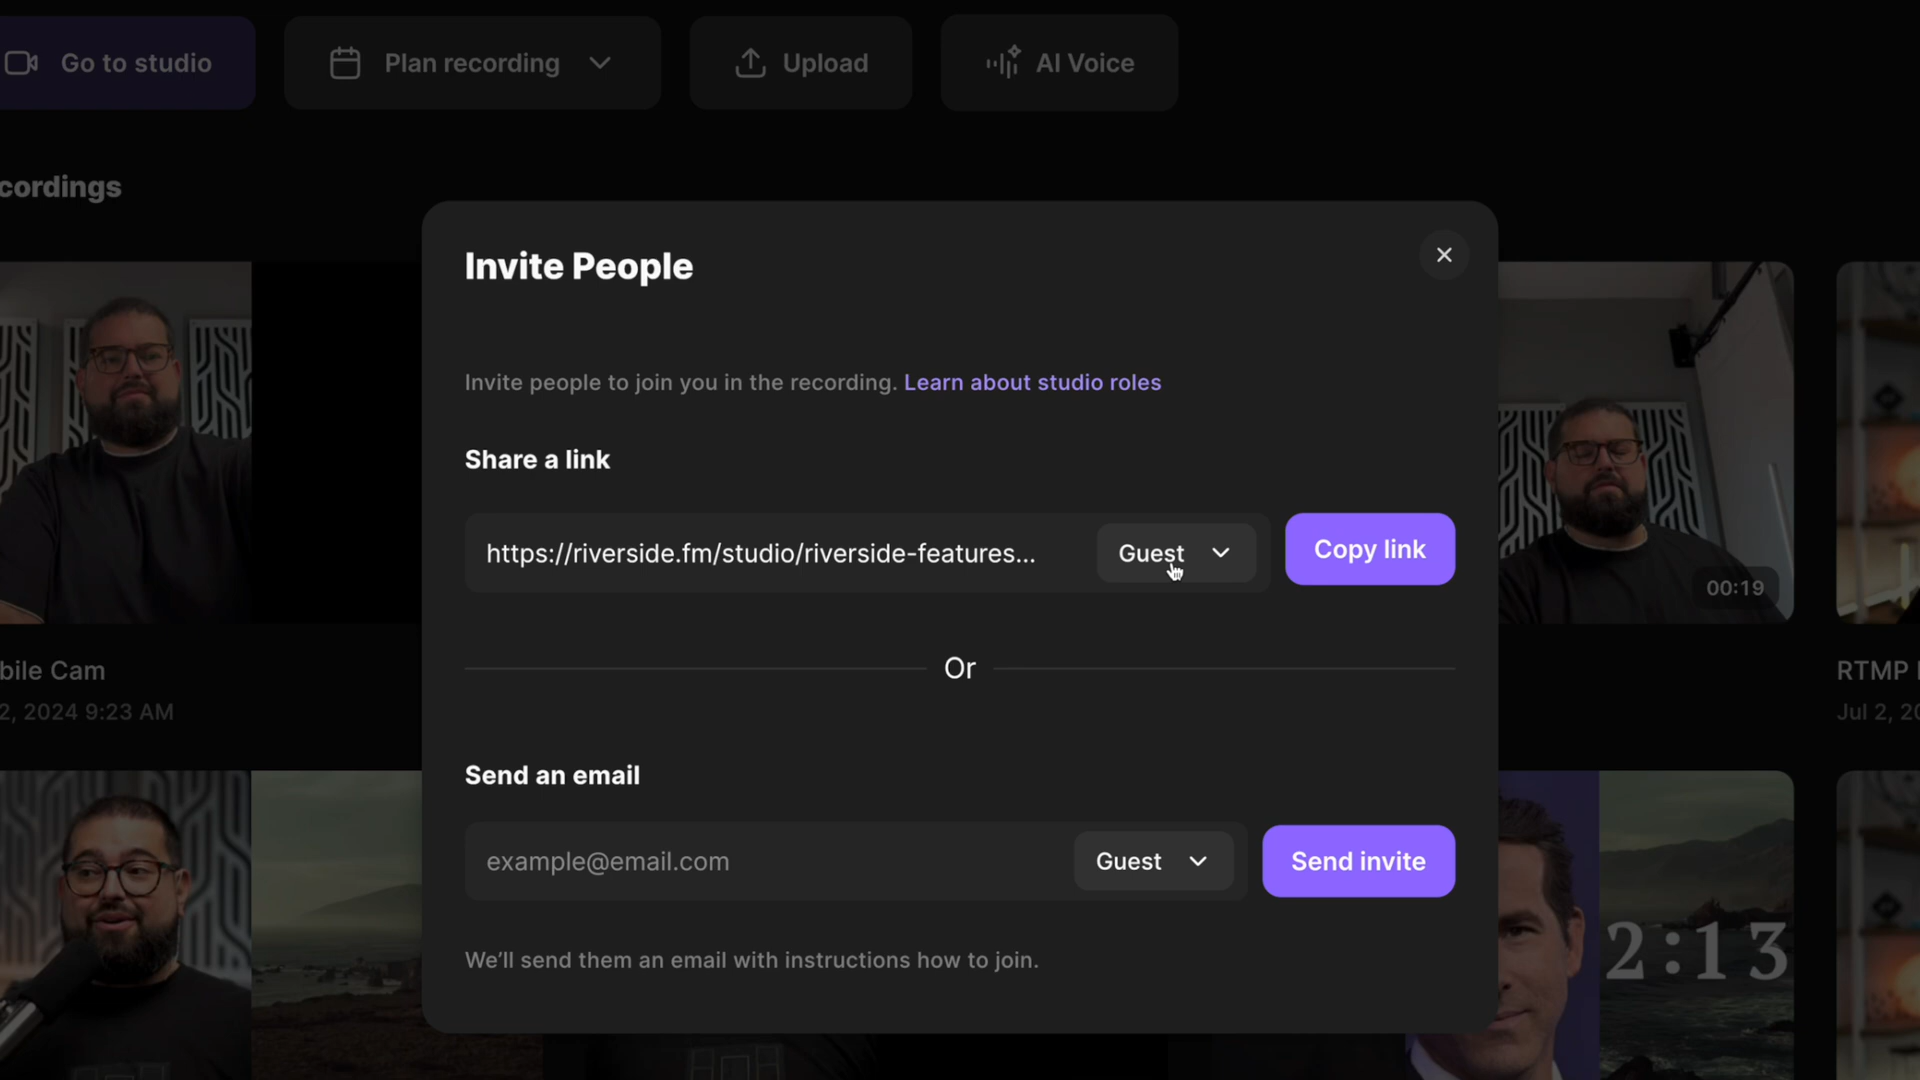 Go to studio
Plan recording
Upload
AI Voice
cordings
Invite People
Invite people to join you in the recording. Learn about studio roles
Share a link
https://riverside.fm/studio/riverside-features...
Guest
Copy link
00:19
Or
bile Cam
2, 2024 9:23 AM
RTMP
Jul 2, 20
Send an email
example@email.com
Guest
Send invite
2:13
We'll send them an email with instructions how to join.